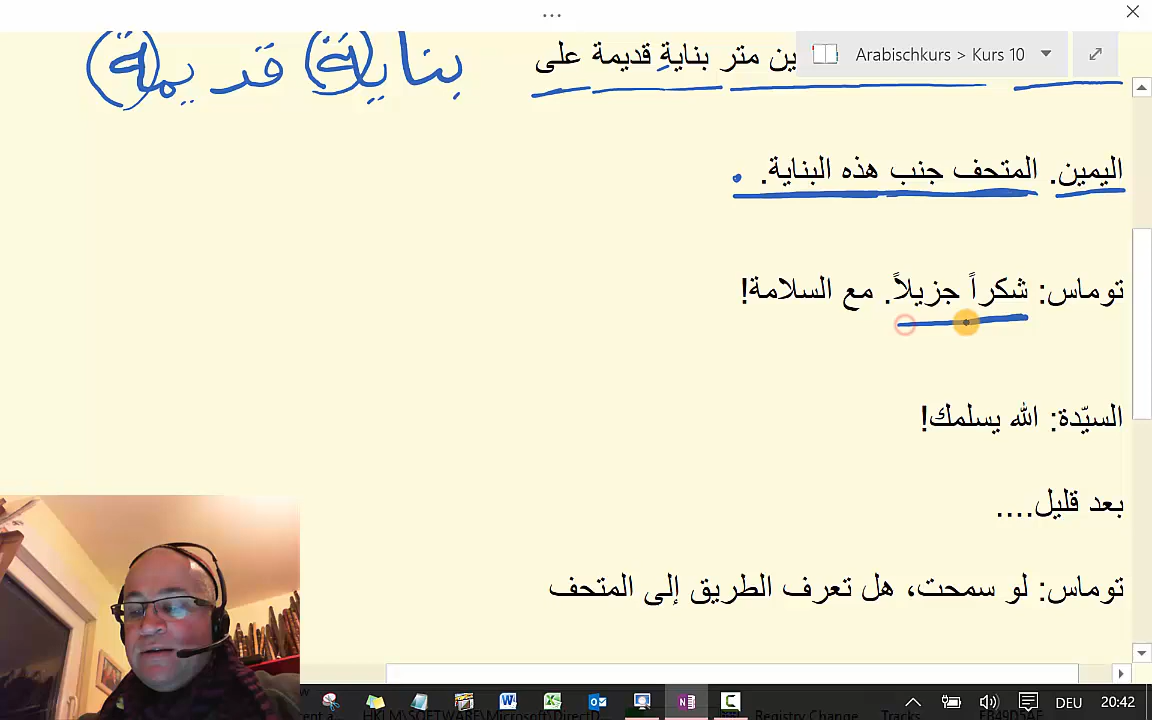 ...
Arabischkurs > Kurs 10
ين متر بناية قديمة على
بناية قديمة
اليمين. المتحف جنب هذه البناية.
توماس: شكراً جزيلاً. مع السلامة!
السيّدة: الله يسلمك!
بعد قليل....
توماس: لو سمحت، هل تعرف الطريق إلى المتحف
DEU 20:42